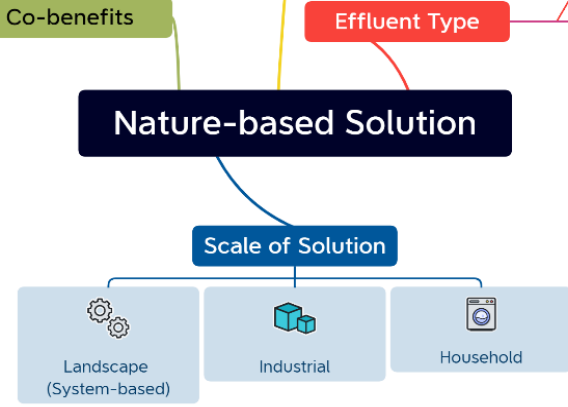 Co-benefits
Effluent Type
Nature-based Solution
Scale of Solution
Landscape
(System-based)
Industrial
Household